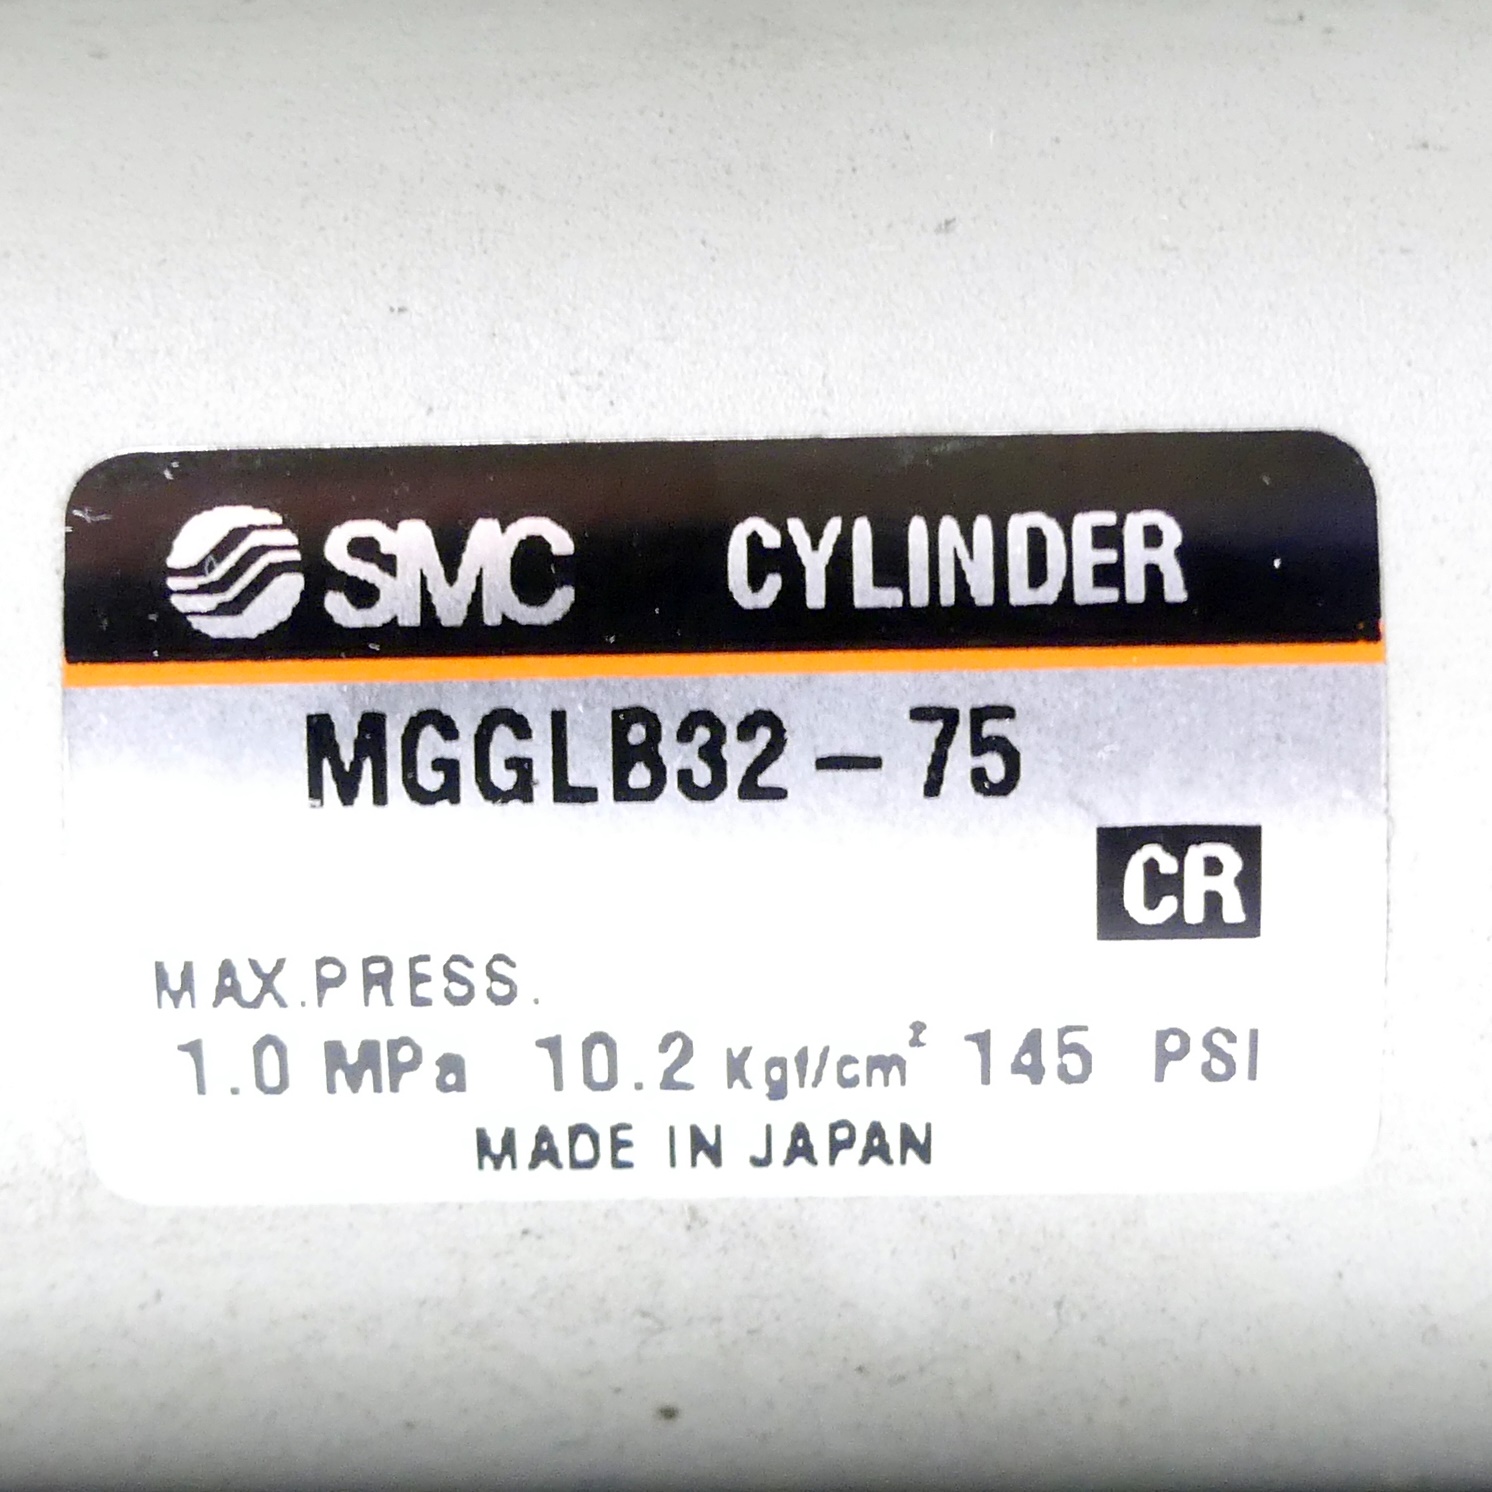 SMC CYLINDER
MGGLB32-75
CR
MAX.PRESS.
1.0 MPa 10.2 Kgf/cm² 145 PSI
MADE IN JAPAN